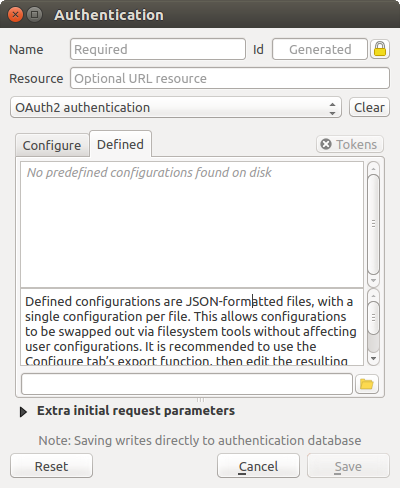 Authentication
Name Required Id Generated
Resource Optional URL resource
OAuth2 authentication Clear
Configure Defined Tokens
No predefined configurations found on disk
Defined configurations are JSON-formatted files, with a
single configuration per file. This allows configurations
to be swapped out via filesystem tools without affecting
user configurations. It is recommended to use the
Configure tab's export function, then edit the resulting
Extra initial request parameters
Note: Saving writes directly to authentication database
Reset Cancel Save